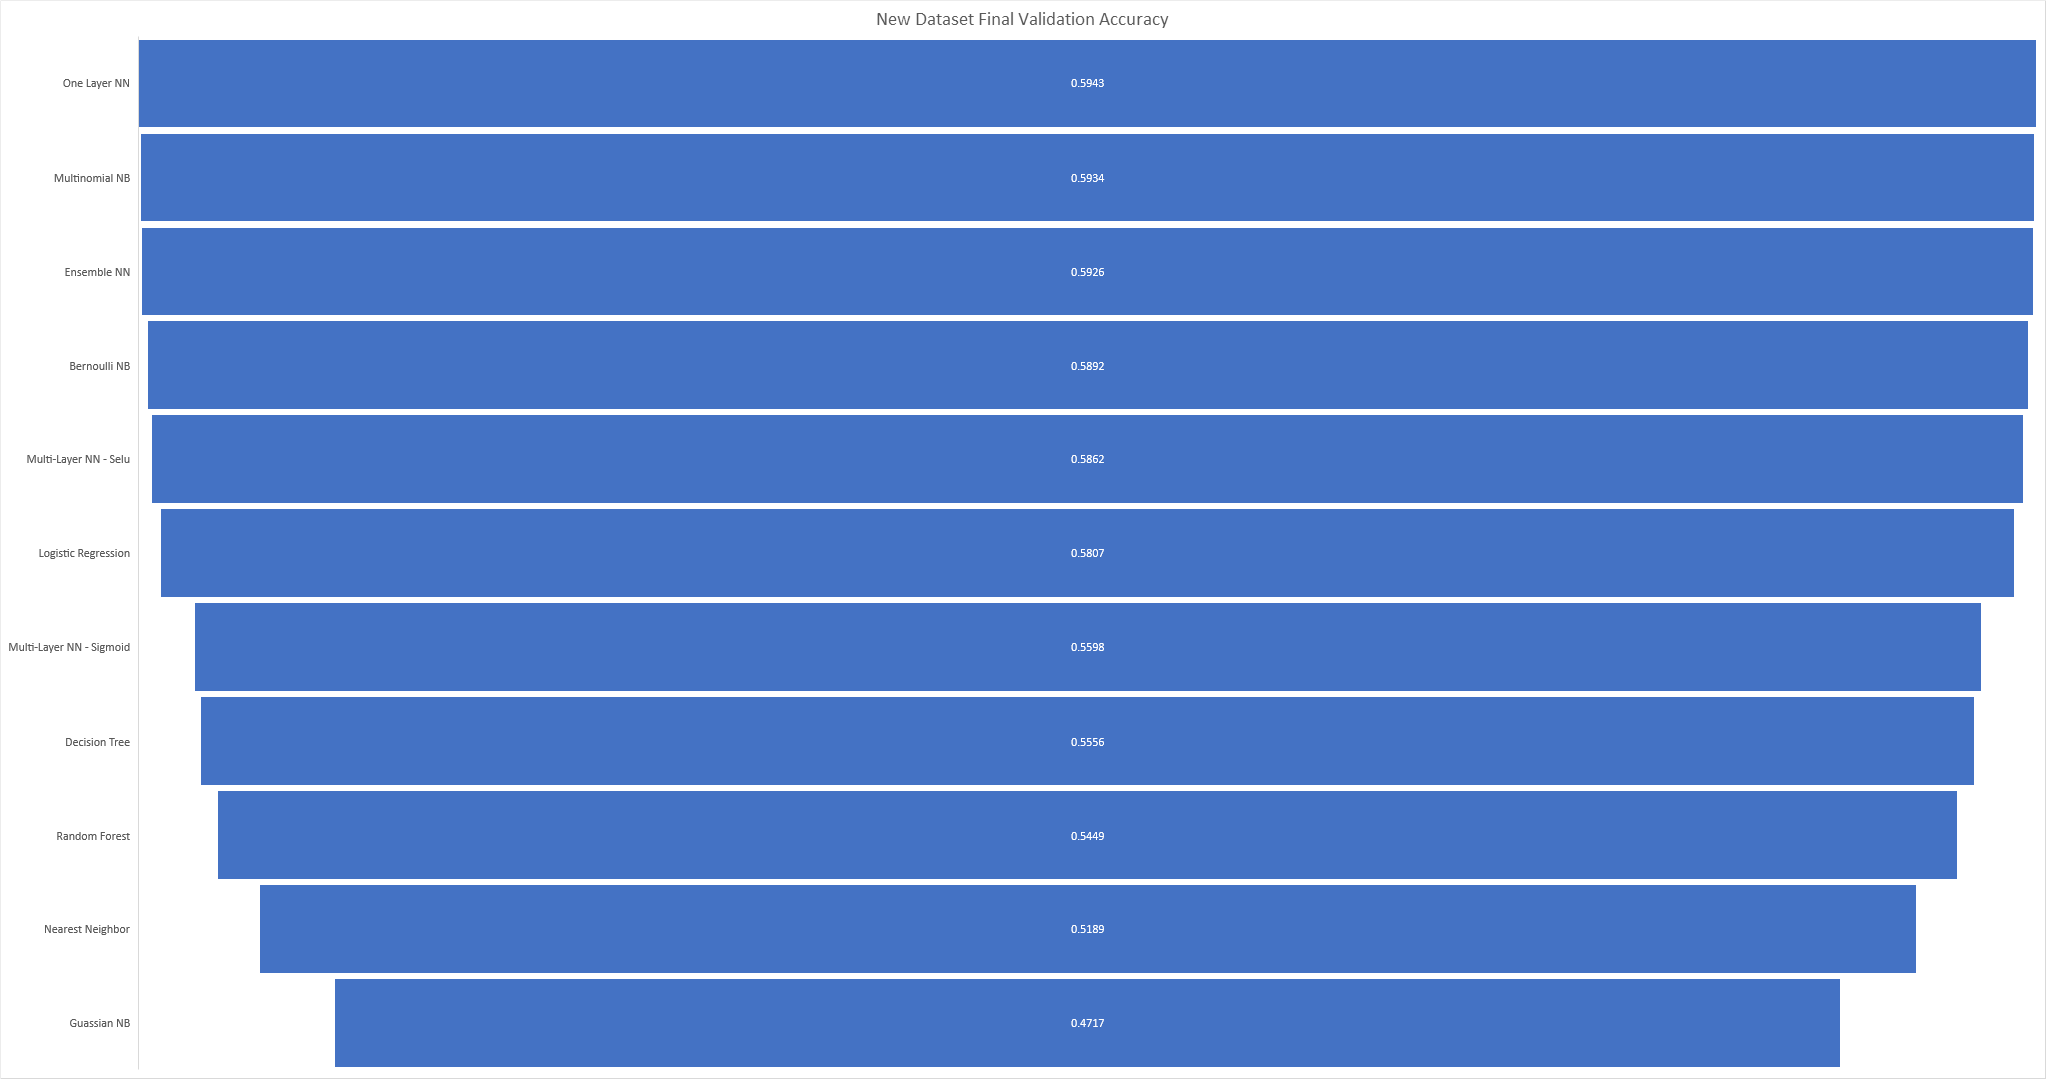 New Dataset Final Validation Accuracy
One Layer NN 0.5943
Multinomial NB 0.5934
Ensemble NN 0.5926
Bernoulli NB 0.5892
Multi-Layer NN - Selu 0.5862
Logistic Regression 0.5807
Multi-Layer NN - Sigmoid 0.5598
Decision Tree 0.5556
Random Forest 0.5449
Nearest Neighbor 0.5189
Guassian NB 0.4717